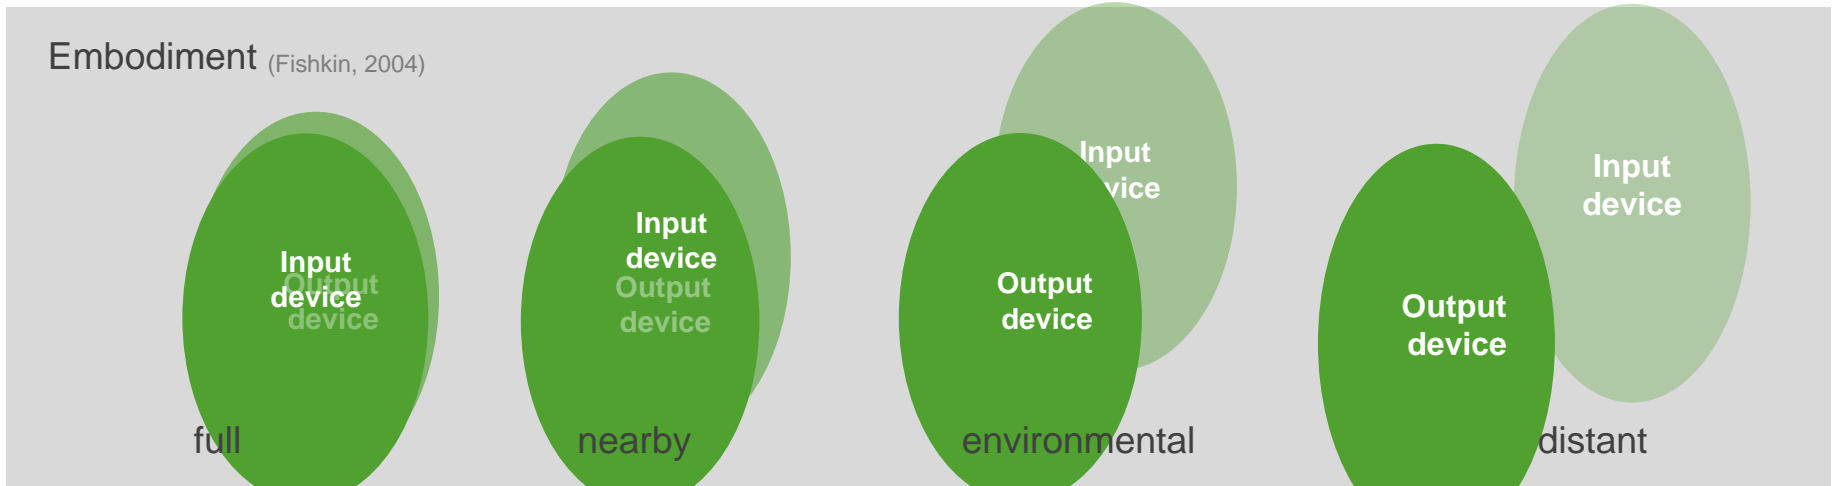 Embodiment (Fishkin, 2004)
Input
device
Output
device
full
Input
device
Output
device
nearby
Input
vice
Output
device
environmental
Input
device
Output
device
distant